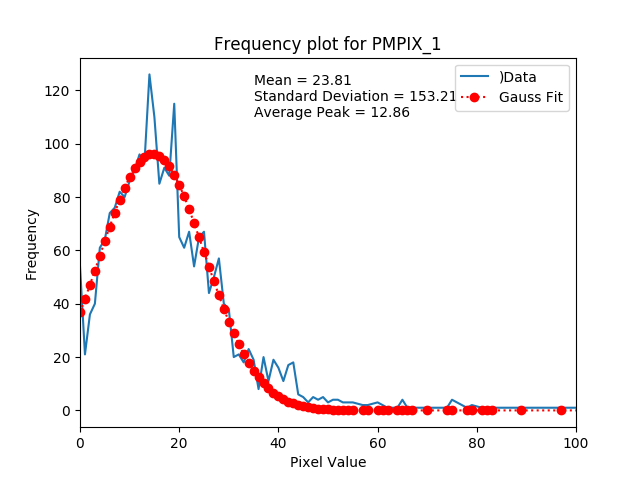 Frequency plot for PMPIX_1
Mean = 23.81
Standard Deviation = 153.21
Average Peak = 12.86
)Data
Gauss Fit
120
100
80
60
40
20
0
Frequency
0 20 40 60 80 100
Pixel Value